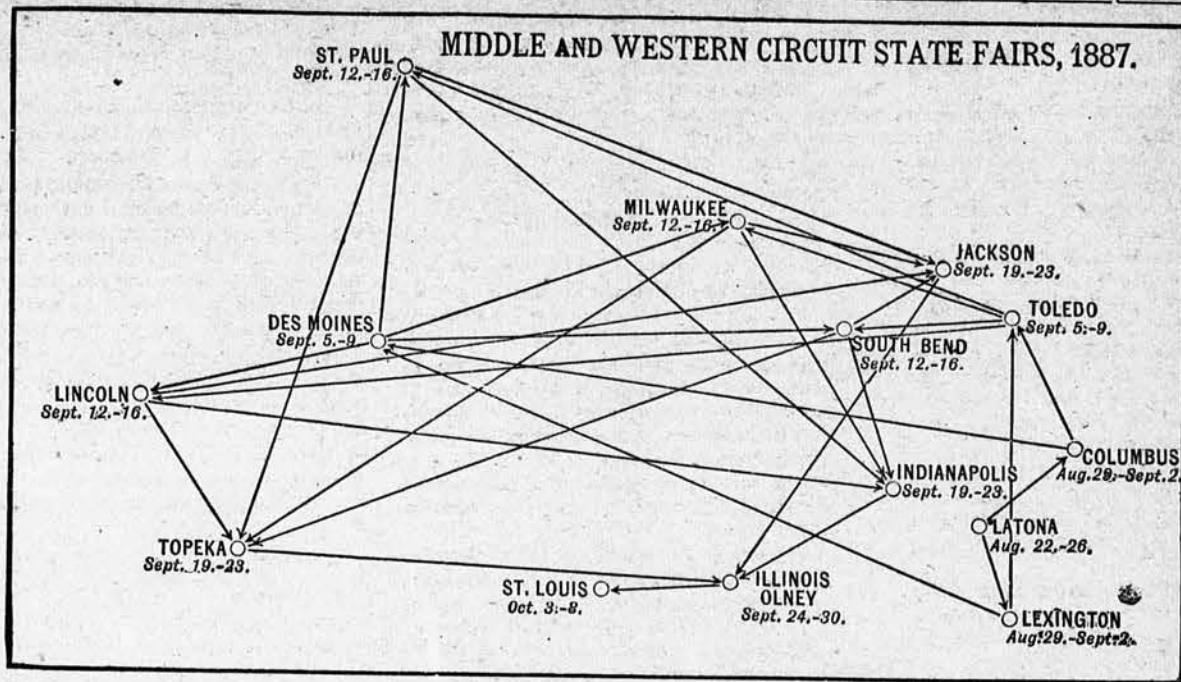 MIDDLE AND WESTERN CIRCUIT STATE FAIRS, 1887.
ST. PAUL
Sept. 12.-16.
MILWAUKEE
Sept. 12.-16.
JACKSON
Sept. 19.-23.
TOLEDO
Sept. 5.-9.
DES MOINES
Sept. 5.-9
SOUTH BEND
Sept. 12.-16.
LINCOLN
Sept. 12.-16.
COLUMBUS
Aug. 29.-Sept. 2.
INDIANAPOLIS
Sept. 19.-23.
LATONA
Aug. 22.-26.
TOPEKA
Sept. 19.-23.
ST. LOUIS
Oct. 3.-8.
ILLINOIS
OLNEY
Sept. 24.-30.
LEXINGTON
Aug. 29.-Sept. 2.